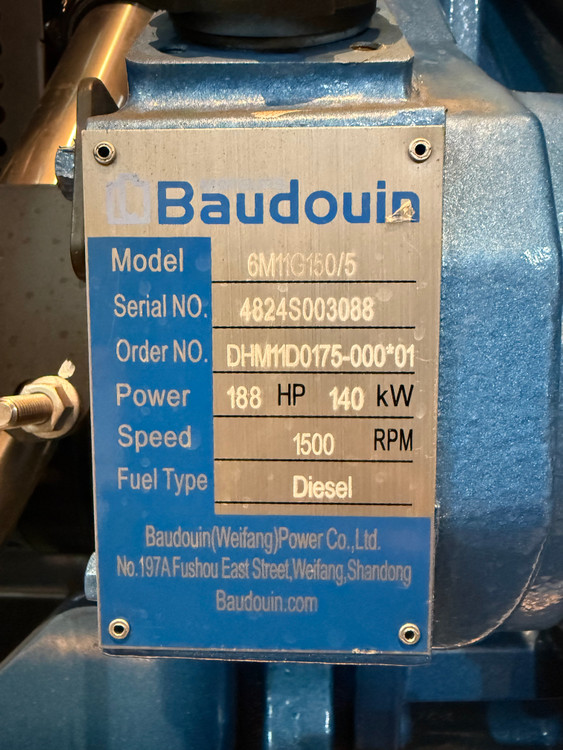 Baudouin
Model 6M11G150/5
Serial NO. 4824S003088
Order NO. DHM11D0175-000*01
Power 188 HP 140 kW
Speed 1500 RPM
Fuel Type Diesel
Baudouin(Weifang)Power Co.,Ltd.
No.197A Fushou East Street,Weifang,Shandong
Baudouin.com